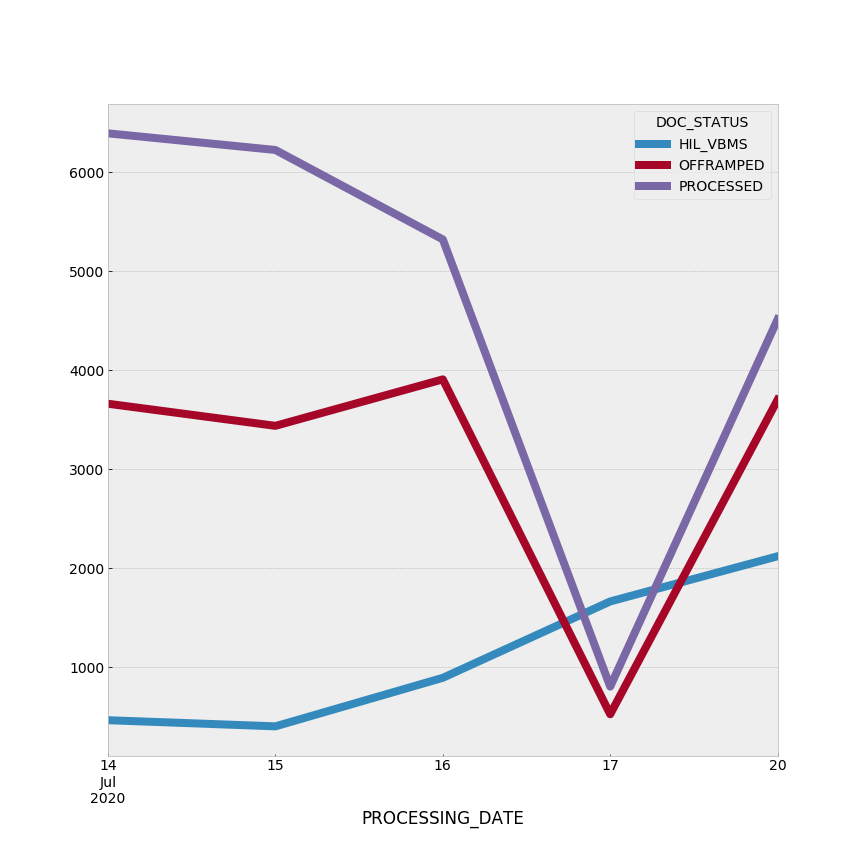 DOC_STATUS
HIL_VBMS
OFFRAMPED
PROCESSED
6000
5000
4000
3000
2000
1000
14 15 16 17 20
Jul
2020
PROCESSING_DATE